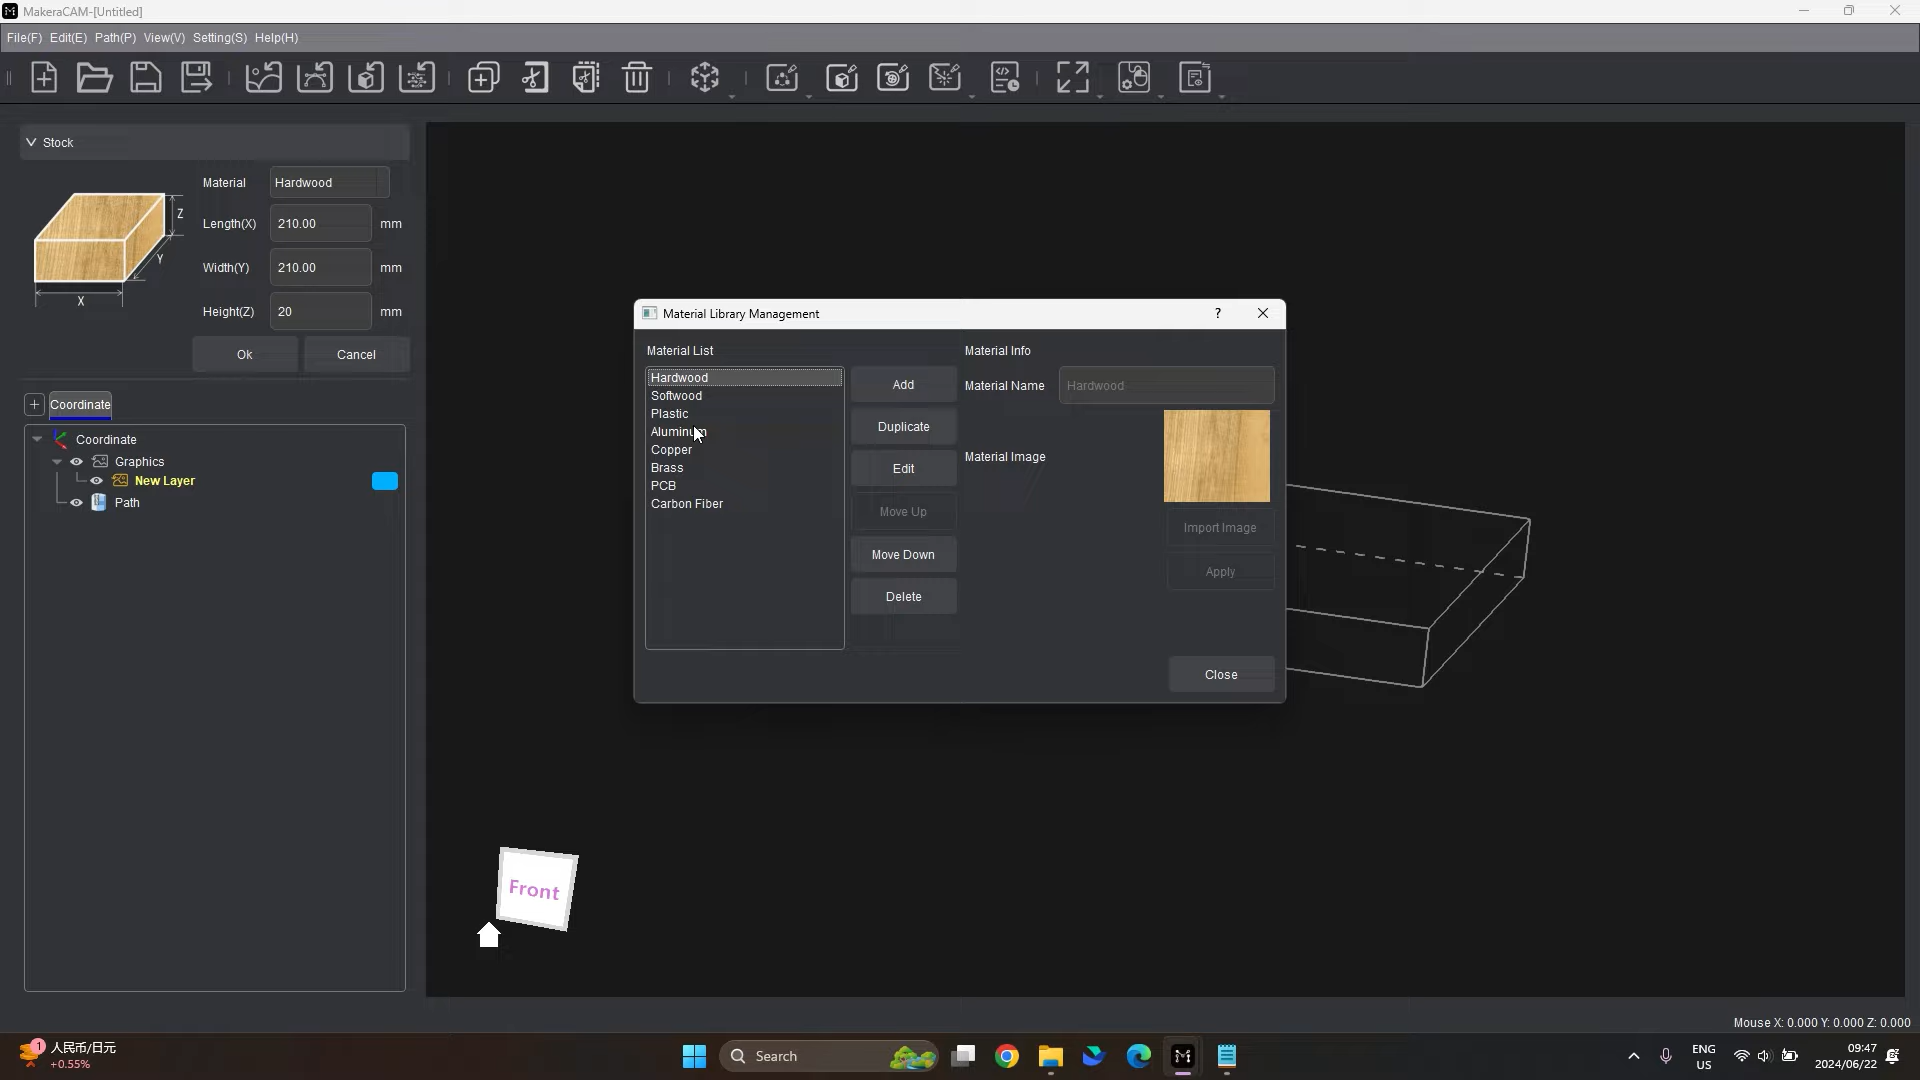 MakeraCAM-[Untitled]
File(F) Edit(E) Path(P) View(V) Setting(S) Help(H)
Stock
Material Hardwood
Length(X) 210.00 mm
Width(Y) 210.00 mm
Height(Z) 20 mm
Z
Y
X
Ok Cancel
+ Coordinate
Coordinate
Graphics
New Layer
Path
Material Library Management ?
Material List
Hardwood
Softwood
Plastic
Aluminum
Copper
Brass
PCB
Carbon Fiber
Add
Duplicate
Edit
Move Up
Move Down
Delete
Material Info
Material Name Hardwood
Material Image
Import Image
Apply
Close
Front
Mouse X: 0.000 Y: 0.000 Z: 0.000
1
人民币/日元
+0.55%
Search
ENG
US
09:47
2024/06/22